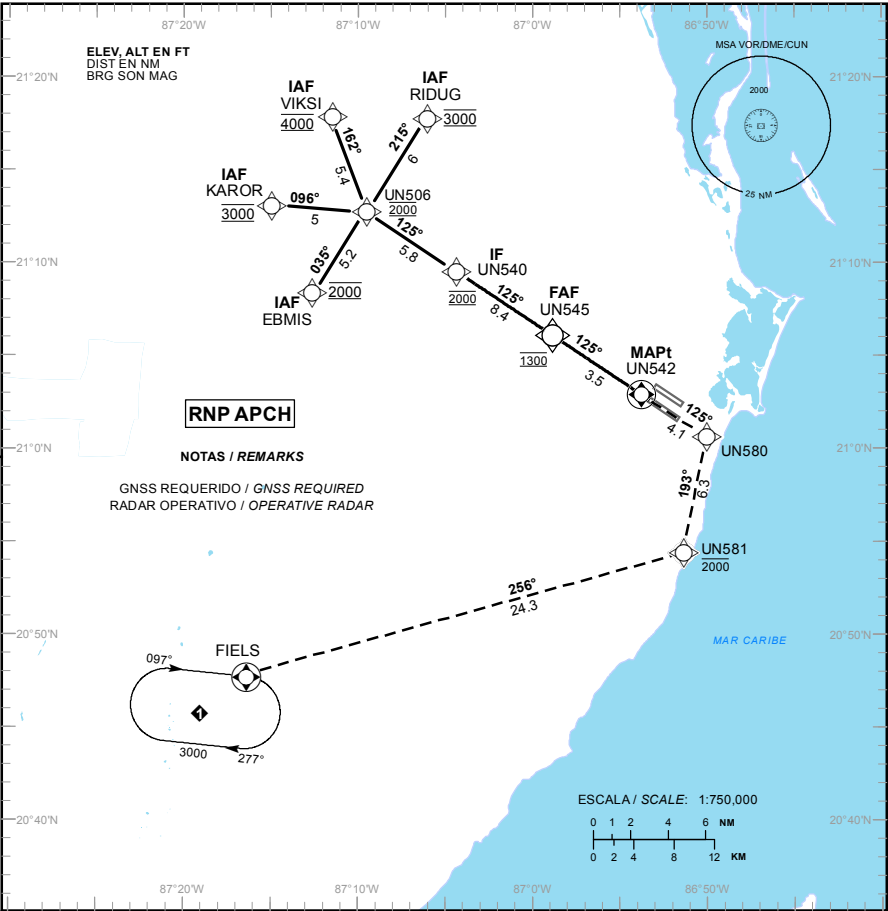 87°20'W
87°10'W
87°0'W
86°50'W
ELEV, ALT EN FT
DIST EN NM
BRG SON MAG
MSA VOR/DME/CUN
2000
25 NM
21°20'N
21°20'N
IAF
VIKSI
4000
IAF
RIDUG
3000
162°
5.4
215°
6
IAF
KAROR
3000
096°
5
UN506
2000
035°
5.2
2000
IAF
EBMIS
125°
5.8
IF
UN540
2000
21°10'N
21°10'N
125°
8.4
FAF
UN545
1300
125°
3.5
MAPt
UN542
125°
4.1
UN580
RNP APCH
21°0'N
21°0'N
NOTAS / REMARKS
GNSS REQUERIDO / GNSS REQUIRED
RADAR OPERATIVO / OPERATIVE RADAR
193°
6.3
UN581
2000
256°
24.3
20°50'N
20°50'N
MAR CARIBE
FIELS
097°
1
3000
277°
20°40'N
20°40'N
ESCALA / SCALE: 1:750,000
0 1 2 4 6 NM
0 2 4 8 12 KM
87°20'W
87°10'W
87°0'W
86°50'W